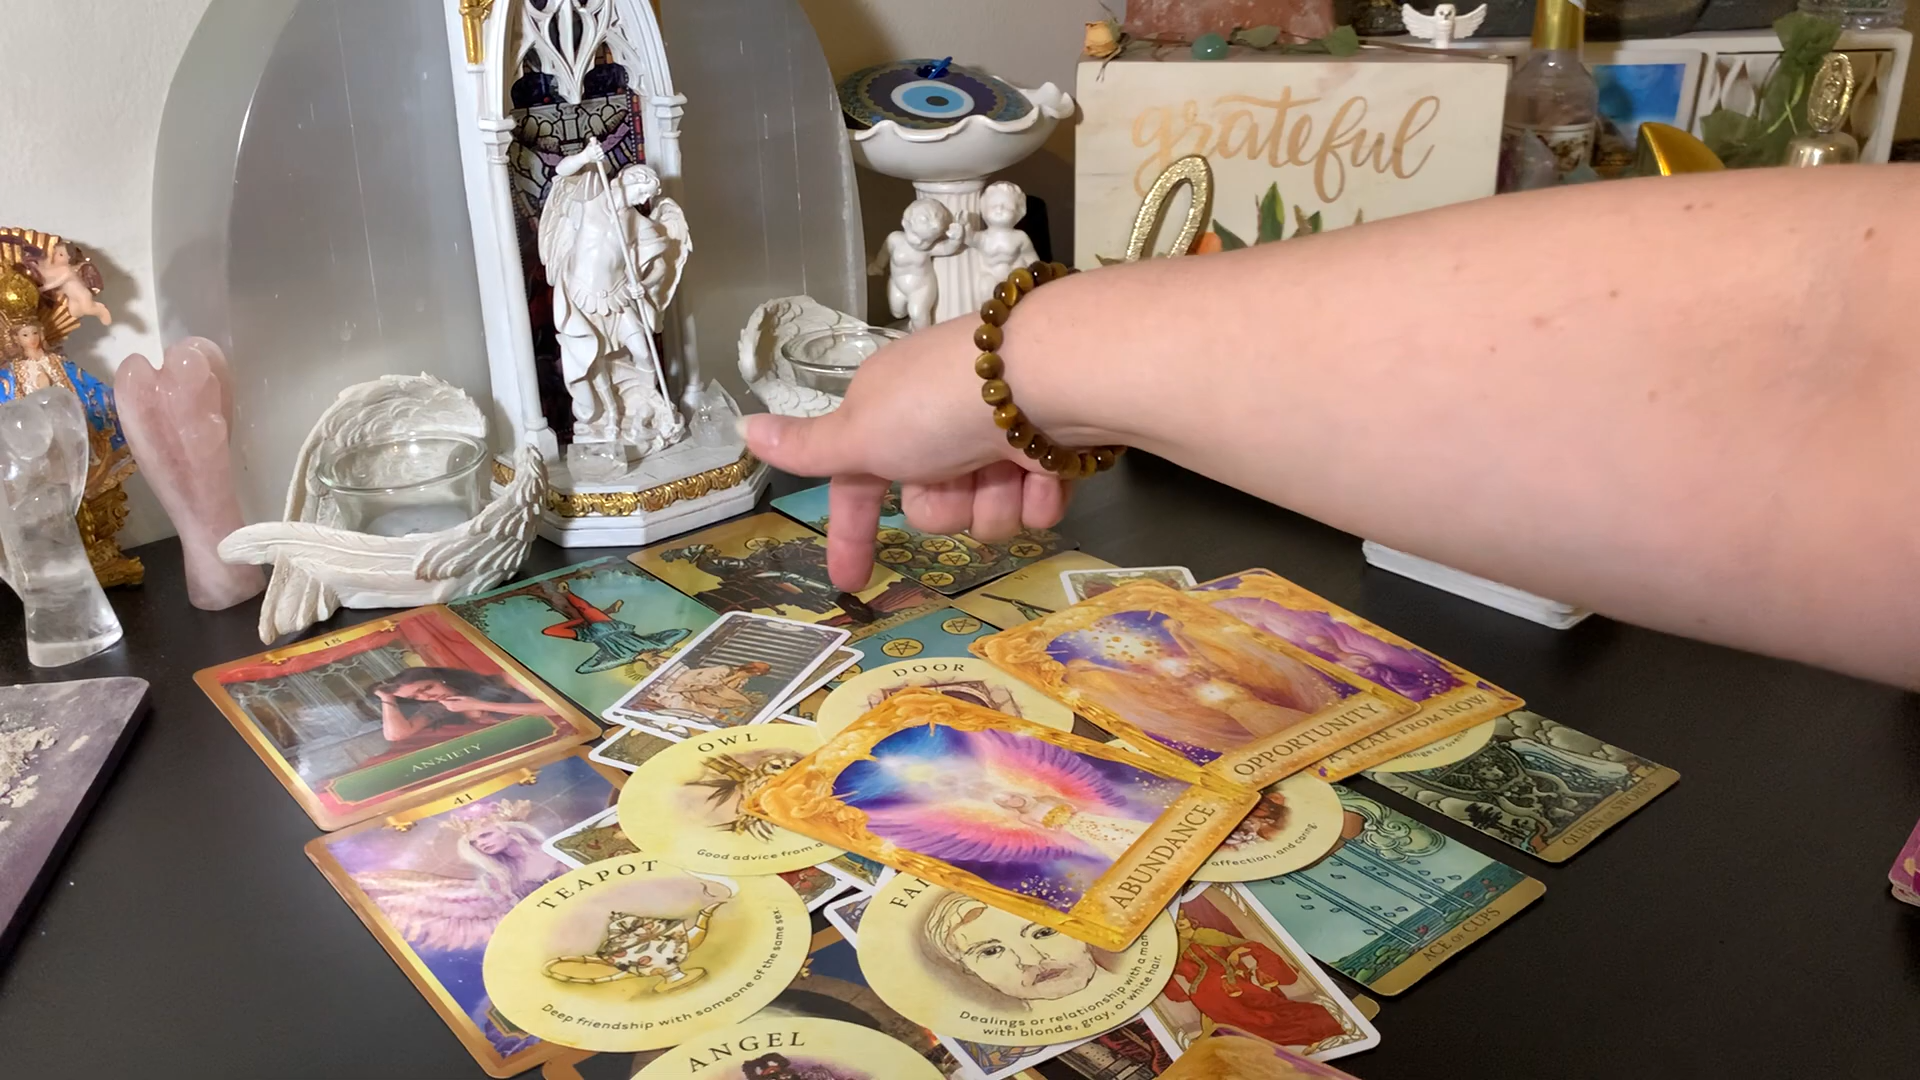 grateful
18
ANXIETY
41
VI
DOOR
OWL
Good advice from a
OPPORTUNITY
A YEAR FROM NOW
ABUNDANCE
affection, and caring.
QUEEN OF SWORDS
ACE OF CUPS
TEAPOT
Deep friendship with someone of the same sex.
FAI
Dealings or relationship with a man
with blonde, gray, or white hair.
ANGEL